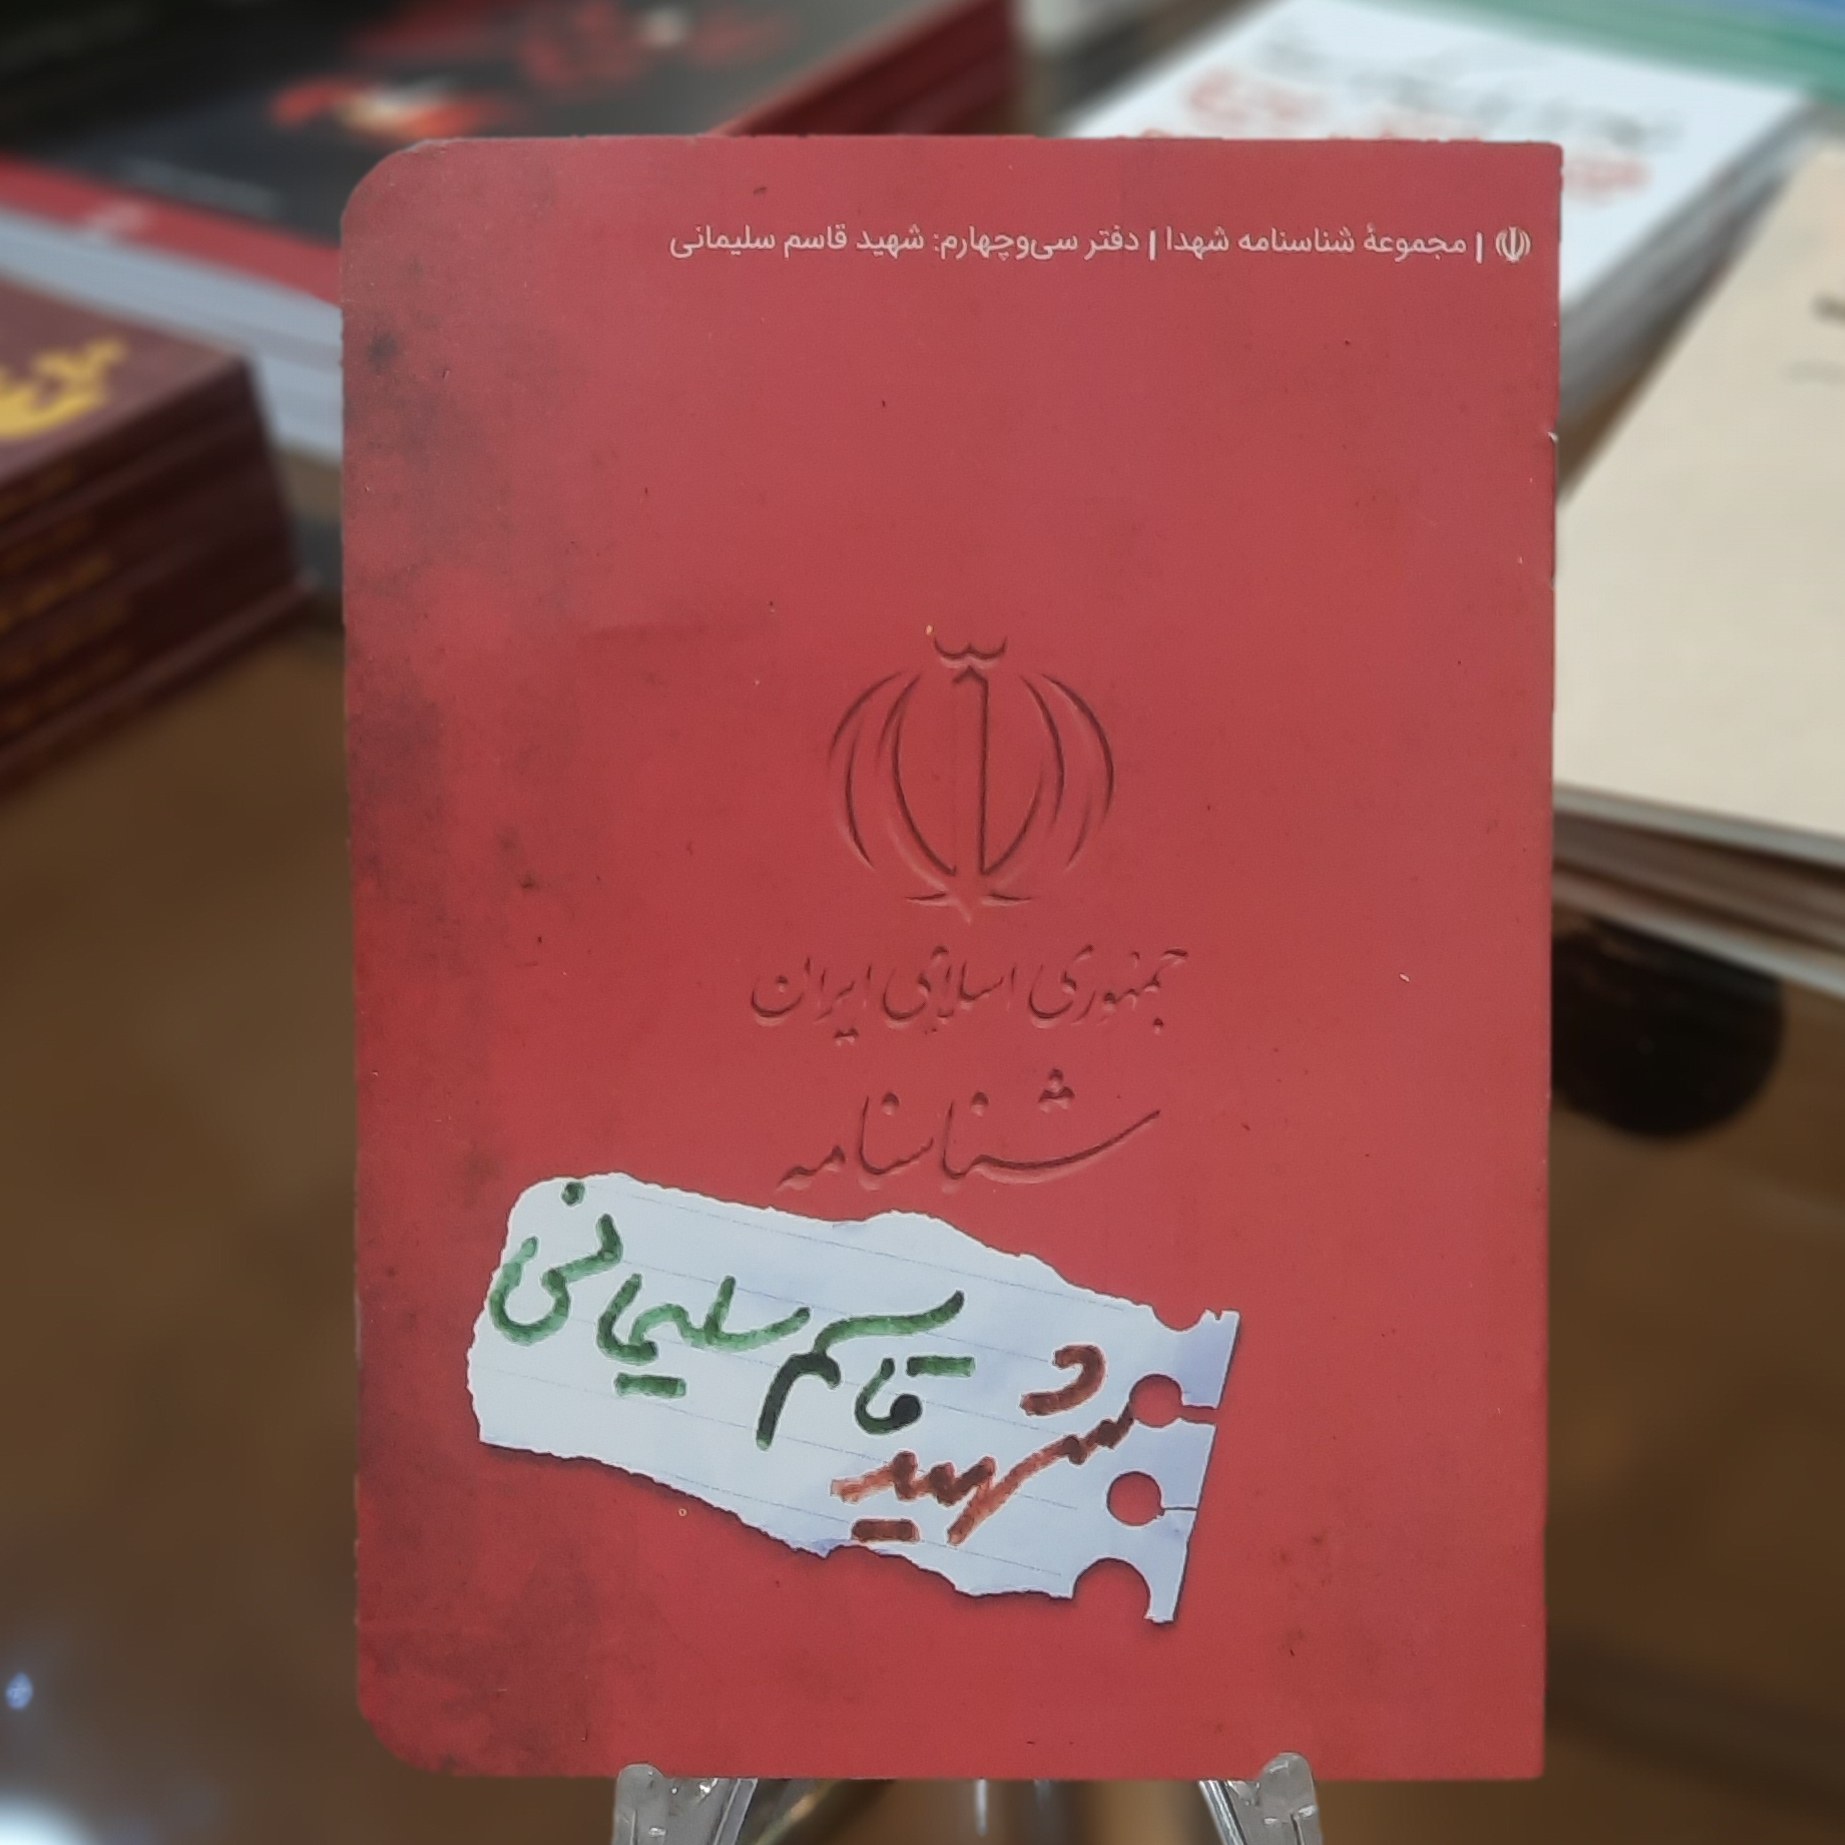 | مجموعهٔ شناسنامه شهدا | دفتر سی‌وچهارم: شهید قاسم سلیمانی
جمهوری اسلامی ایران
شناسنامه
شهید قاسم سلیمانی